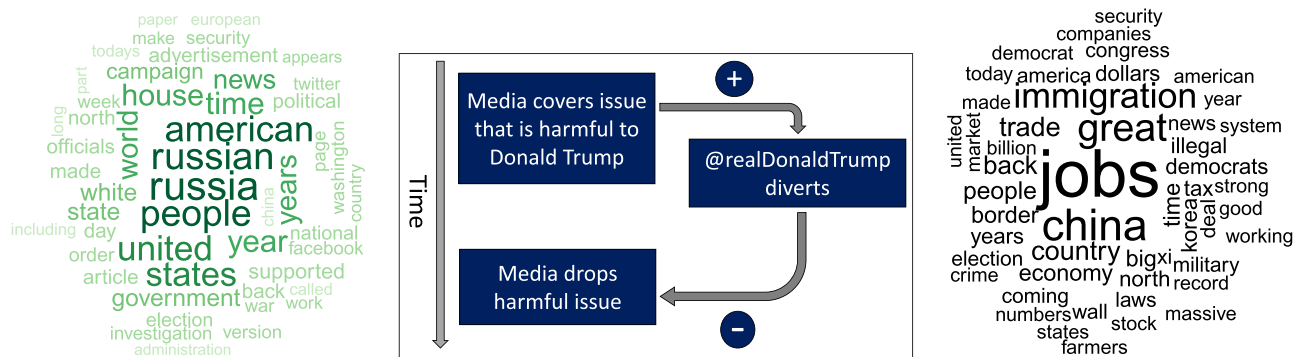 paper european
make security
todays advertisement appears
campaign news twitter
part
house time political
week
long north world american page washington
officials russian
made russia years country
white people china
state
including day united year national
order facebook
article states supported
government back called
war work
election
investigation version
administration
Time
Media covers issue
that is harmful to
Donald Trump
+
@realDonaldTrump
diverts
Media drops
harmful issue
-
security
companies
democrat congress
today america dollars american
made immigration year
united market trade great news system
billion illegal
back jobs democrats
people time tax strong
border korea deal good
years china working
election country big xi military
crime economy north record
coming laws
numbers wall stock massive
states
farmers